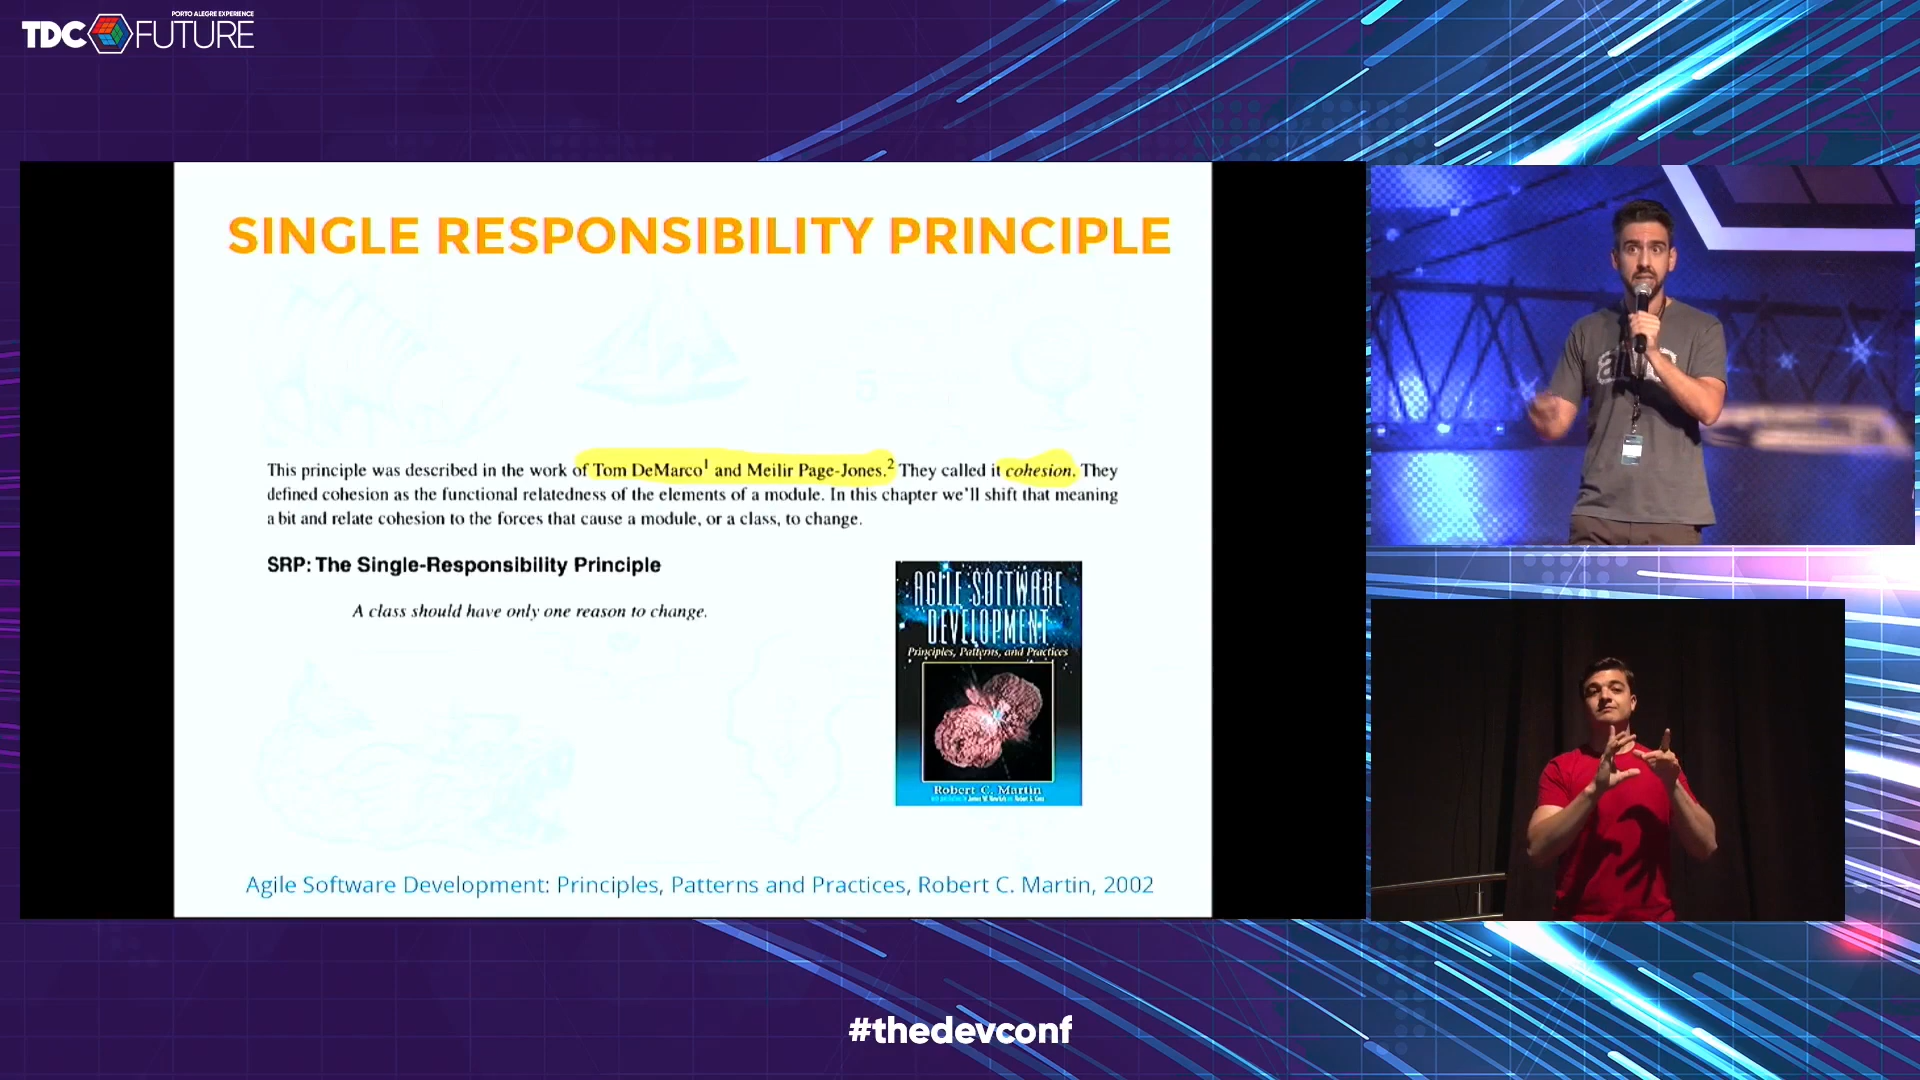 PORTO ALEGRE EXPERIENCE
TDC FUTURE
SINGLE RESPONSIBILITY PRINCIPLE
This principle was described in the work of Tom DeMarco1 and Meilir Page-Jones.2 They called it cohesion. They
defined cohesion as the functional relatedness of the elements of a module. In this chapter we'll shift that meaning
a bit and relate cohesion to the forces that cause a module, or a class, to change.
SRP: The Single-Responsibility Principle
A class should have only one reason to change.
AGILE SOFTWARE
DEVELOPMENT
Principles, Patterns, and Practices
Robert C. Martin
Agile Software Development: Principles, Patterns and Practices, Robert C. Martin, 2002
#thedevconf